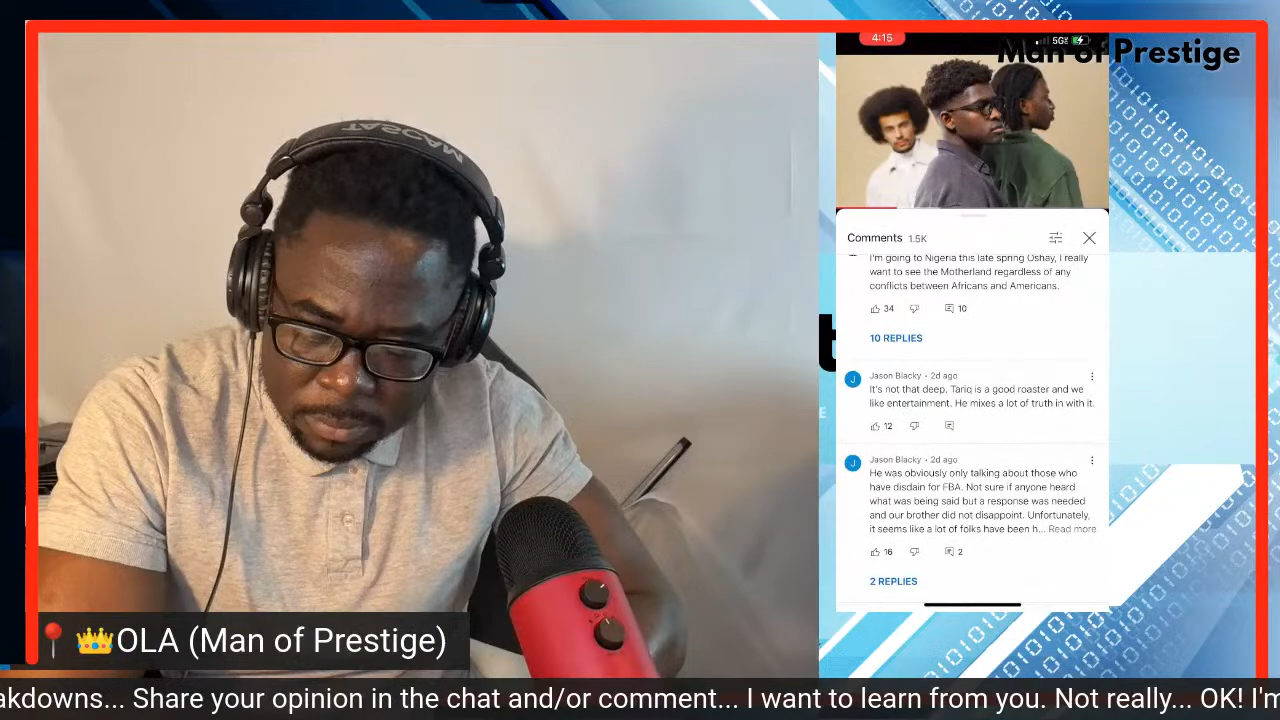 4:15
5G
Man of Prestige
MAOSAT
Comments 1.5K
I'm going to Nigeria this late spring Oshay, I really
want to see the Motherland regardless of any
conflicts between Africans and Americans.
34 10
10 REPLIES
J
Jason Blacky • 2d ago
It's not that deep, Tariq is a good roaster and we
like entertainment. He mixes a lot of truth in with it.
12
J
Jason Blacky • 2d ago
He was obviously only talking about those who
have disdain for FBA. Not sure if anyone heard
what was being said but a response was needed
and our brother did not disappoint. Unfortunately,
it seems like a lot of folks have been h... Read more
16 2
2 REPLIES
t
E
📍👑OLA (Man of Prestige)
akdowns... Share your opinion in the chat and/or comment... I want to learn from you. Not really... OK! I'm